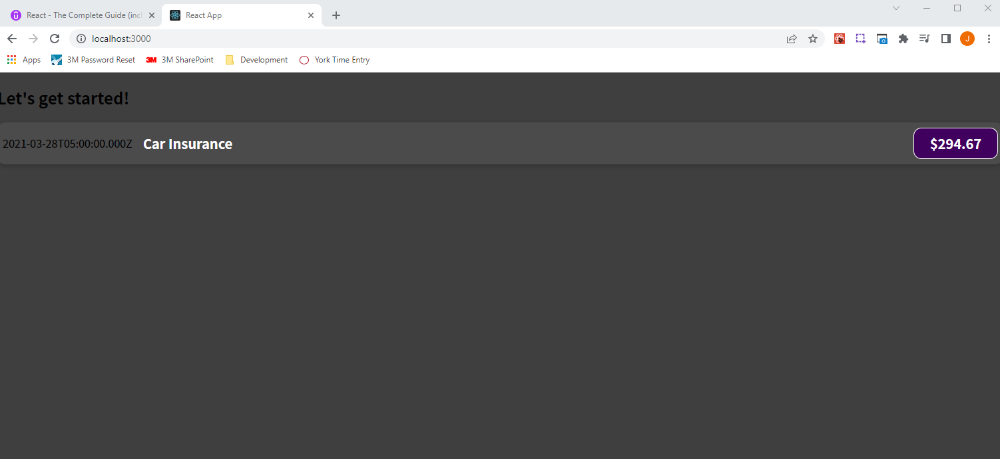 React - The Complete Guide (incl
React App
localhost:3000
J
Apps
3M Password Reset
3M 3M SharePoint
Development
York Time Entry
Let's get started!
2021-03-28T05:00:00.000Z Car Insurance $294.67